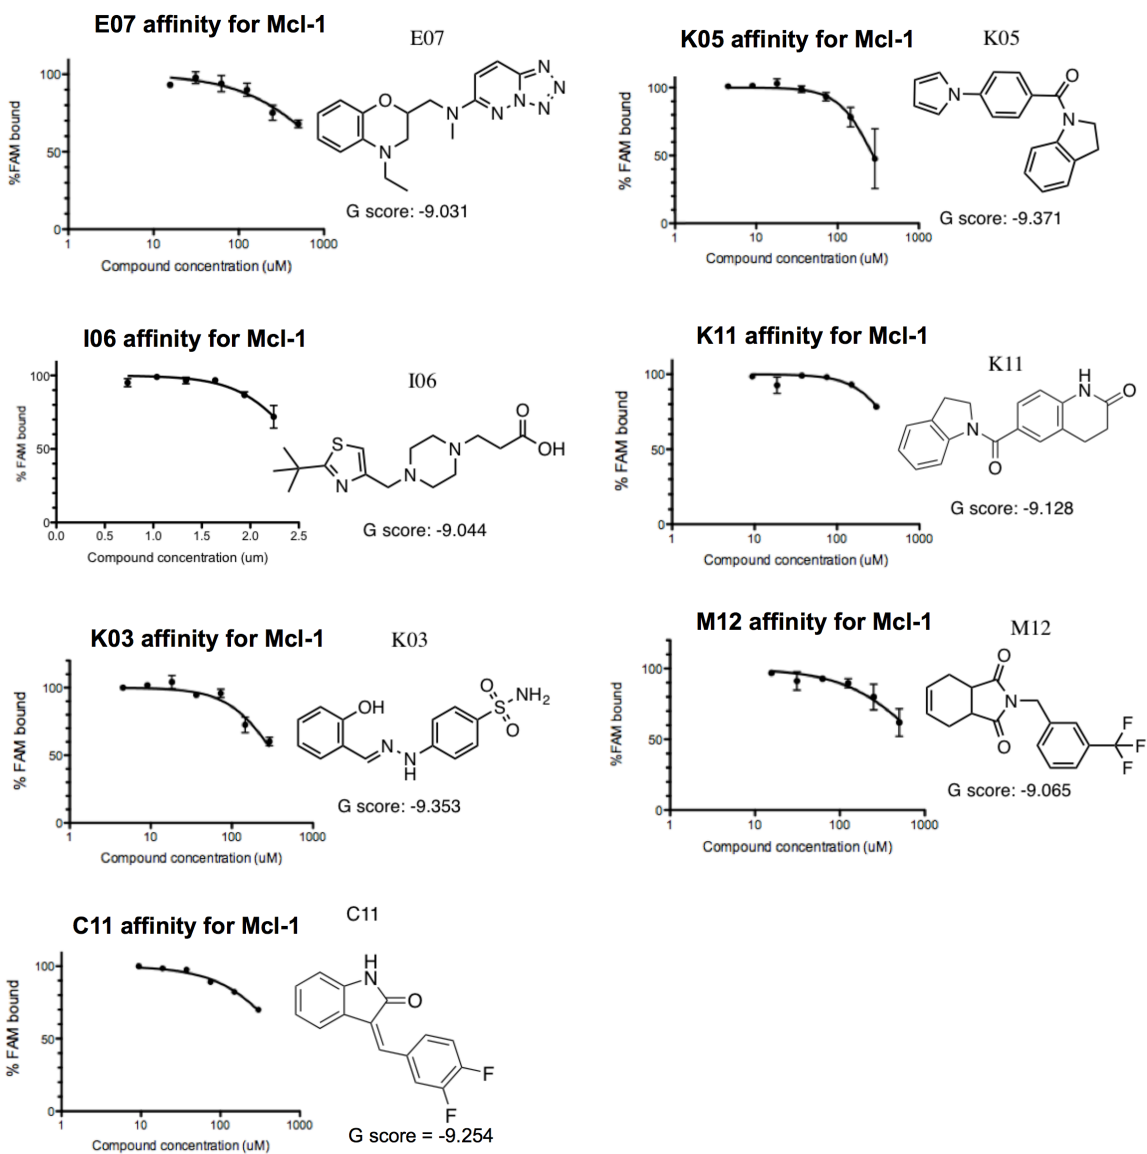 E07 affinity for Mcl-1
E07
%FAM bound
100
50
0
1 10 100 1000
Compound concentration (uM)
O
N
N
N
N
N
N
N
N
G score: -9.031
K05 affinity for Mcl-1
K05
% FAM bound
100
50
0
1 10 100 1000
Compound concentration (uM)
N
O
N
G score: -9.371
I06 affinity for Mcl-1
I06
% FAM bound
100
50
0
0.0 0.5 1.0 1.5 2.0 2.5
Compound concentration (um)
S
N
N
N
O
OH
G score: -9.044
K11 affinity for Mcl-1
K11
% FAM bound
100
50
0
1 10 100 1000
Compound concentration (uM)
N
O
H
N
O
G score: -9.128
K03 affinity for Mcl-1
K03
% FAM bound
100
50
0
1 10 100 1000
Compound concentration (uM)
OH
N
N
H
O
S
NH2
O
G score: -9.353
M12 affinity for Mcl-1
M12
%FAM bound
100
50
0
1 10 100 1000
Compound concentration (uM)
O
N
O
F
F
F
G score: -9.065
C11 affinity for Mcl-1
C11
% FAM bound
100
50
0
1 10 100 1000
Compound concentration (uM)
H
N
O
F
F
G score = -9.254